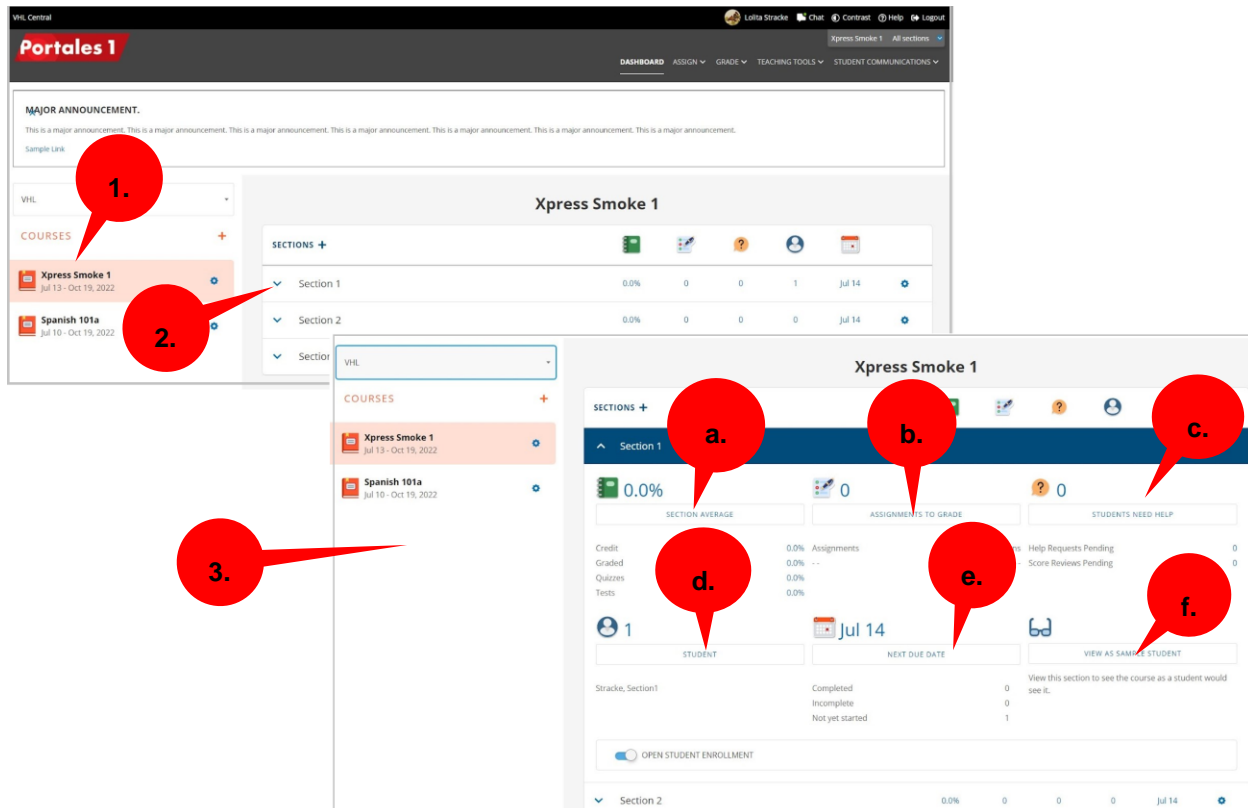 VHL Central
Lolita Stracke Chat Contrast Help Logout
Portales 1
Xpress Smoke 1 All sections
DASHBOARD ASSIGN GRADE TEACHING TOOLS STUDENT COMMUNICATIONS
MAJOR ANNOUNCEMENT.
This is a major announcement. This is a major announcement. This is a major announcement. This is a major announcement. This is a major announcement. This is a major announcement. This is a major announcement.
Sample Link
1.
VHL
Xpress Smoke 1
COURSES +
SECTIONS +
Xpress Smoke 1
Jul 13 - Oct 19, 2022
Section 1 0.0% 0 0 1 Jul 14
2.
Spanish 101a
Jul 10 - Oct 19, 2022
Section 2 0.0% 0 0 0 Jul 14
Section
VHL
Xpress Smoke 1
COURSES +
SECTIONS +
a.
b.
c.
Xpress Smoke 1
Jul 13 - Oct 19, 2022
Section 1
Spanish 101a
Jul 10 - Oct 19, 2022
0.0% 0 0
SECTION AVERAGE ASSIGNMENTS TO GRADE STUDENTS NEED HELP
3.
Credit 0.0% Assignments Help Requests Pending 0
Graded 0.0% -- - Score Reviews Pending 0
Quizzes 0.0%
Tests 0.0%
d.
e.
f.
1 Jul 14
STUDENT NEXT DUE DATE VIEW AS SAMPLE STUDENT
View this section to see the course as a student would
see it.
Stracke, Section1 Completed 0
Incomplete 0
Not yet started 1
OPEN STUDENT ENROLLMENT
Section 2 0.0% 0 0 0 Jul 14